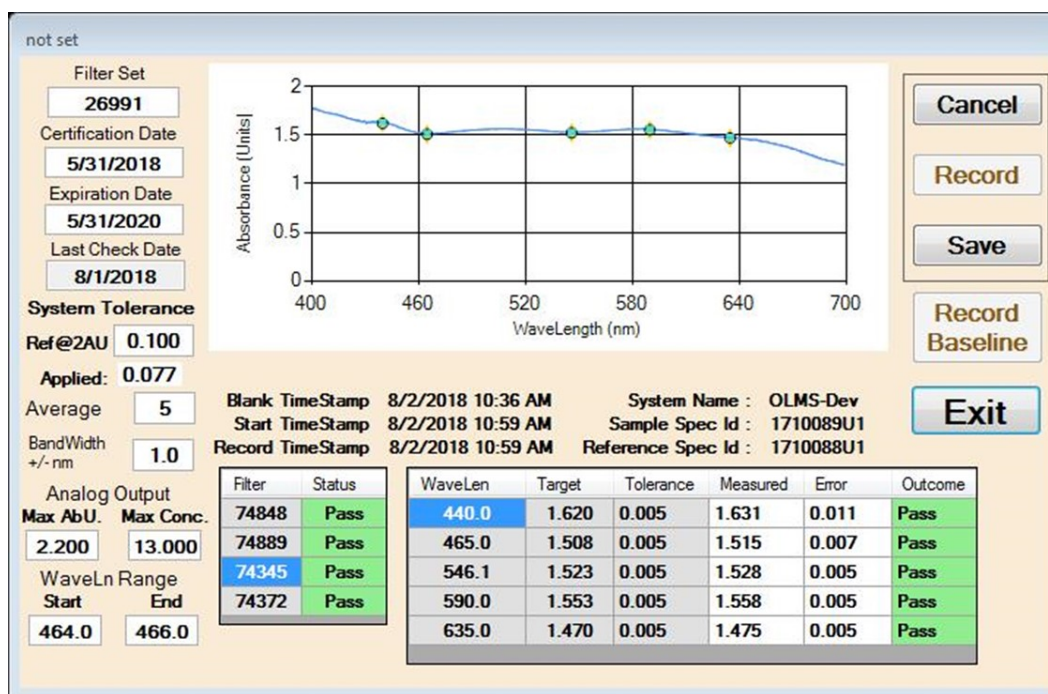 not set
Filter Set
26991
Certification Date
5/31/2018
Expiration Date
5/31/2020
Last Check Date
8/1/2018
System Tolerance
Ref@2AU 0.100
Applied: 0.077
Average 5
BandWidth
+/- nm 1.0
Analog Output
Max AbU. Max Conc.
2.200 13.000
WaveLn Range
Start End
464.0 466.0
Absorbance (Units)
2
1.5
1
0.5
0
400 460 520 580 640 700
WaveLength (nm)
Cancel
Record
Save
Record
Baseline
Exit
Blank TimeStamp 8/2/2018 10:36 AM
Start TimeStamp 8/2/2018 10:59 AM
Record TimeStamp 8/2/2018 10:59 AM
System Name : OLMS-Dev
Sample Spec Id : 1710089U1
Reference Spec Id : 1710088U1
Filter Status
74848 Pass
74889 Pass
74345 Pass
74372 Pass
WaveLen Target Tolerance Measured Error Outcome
440.0 1.620 0.005 1.631 0.011 Pass
465.0 1.508 0.005 1.515 0.007 Pass
546.1 1.523 0.005 1.528 0.005 Pass
590.0 1.553 0.005 1.558 0.005 Pass
635.0 1.470 0.005 1.475 0.005 Pass